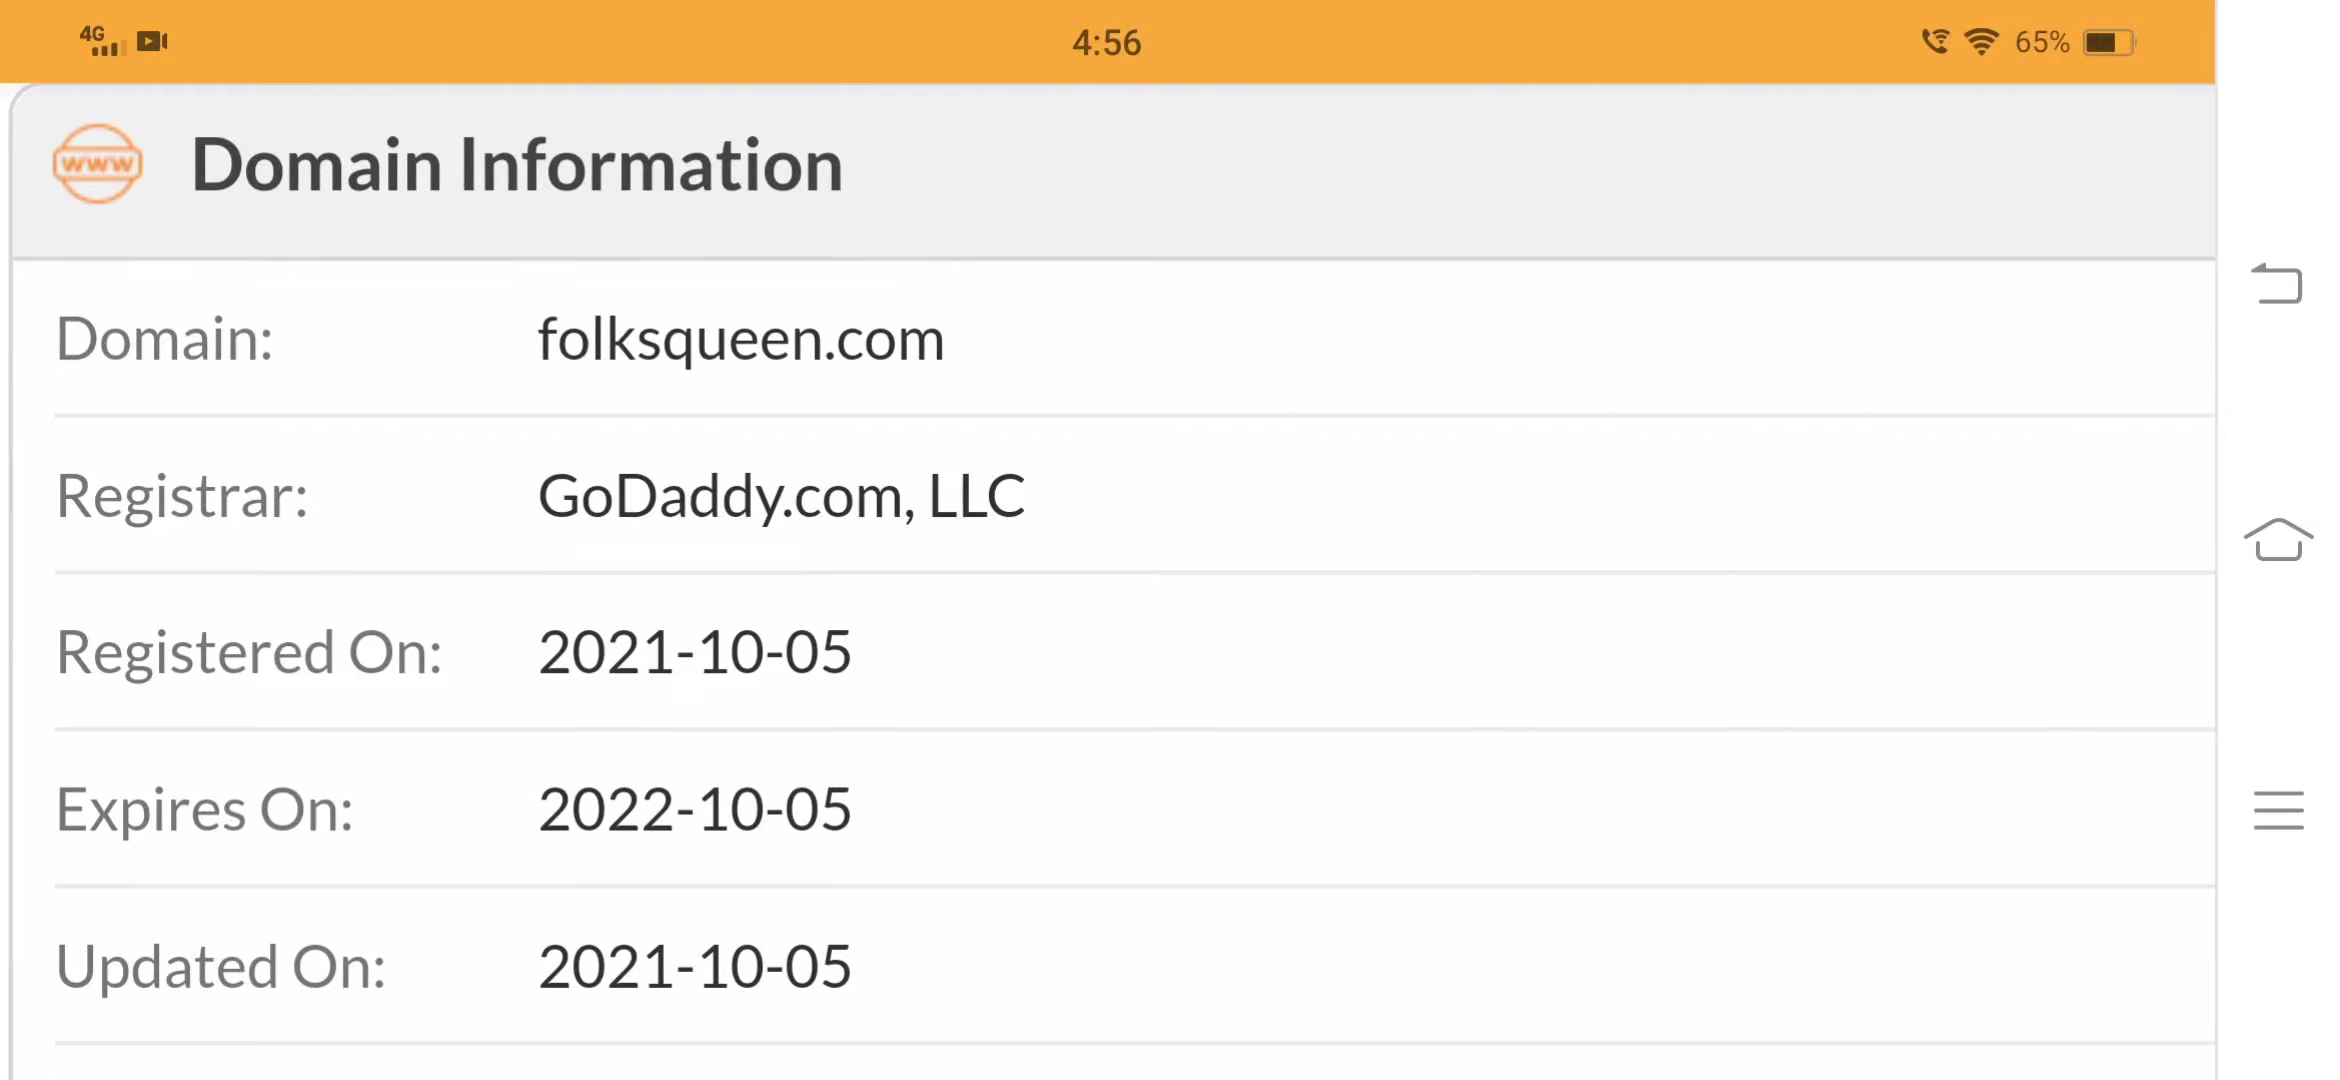 4G 4:56 65%
www Domain Information
Domain: folksqueen.com
Registrar: GoDaddy.com, LLC
Registered On: 2021-10-05
Expires On: 2022-10-05
Updated On: 2021-10-05